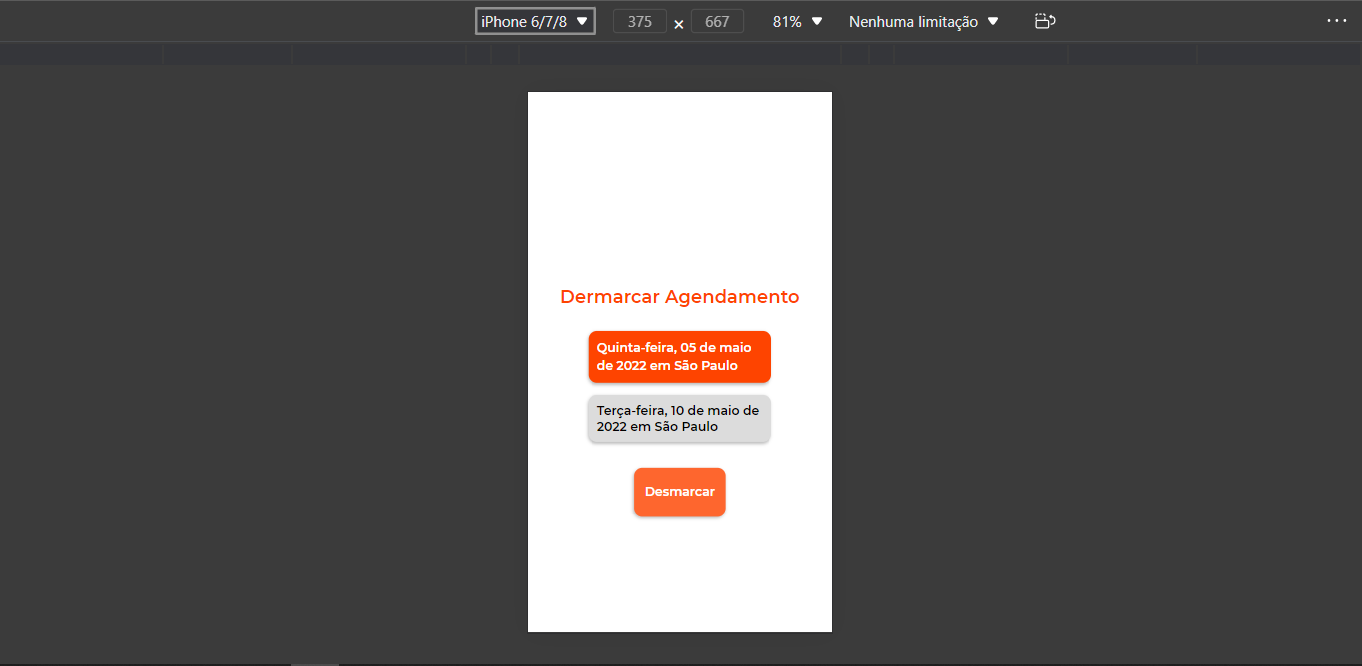 iPhone 6/7/8 375 × 667 81% Nenhuma limitação
Dermarcar Agendamento
Quinta-feira, 05 de maio
de 2022 em São Paulo
Terça-feira, 10 de maio de
2022 em São Paulo
Desmarcar